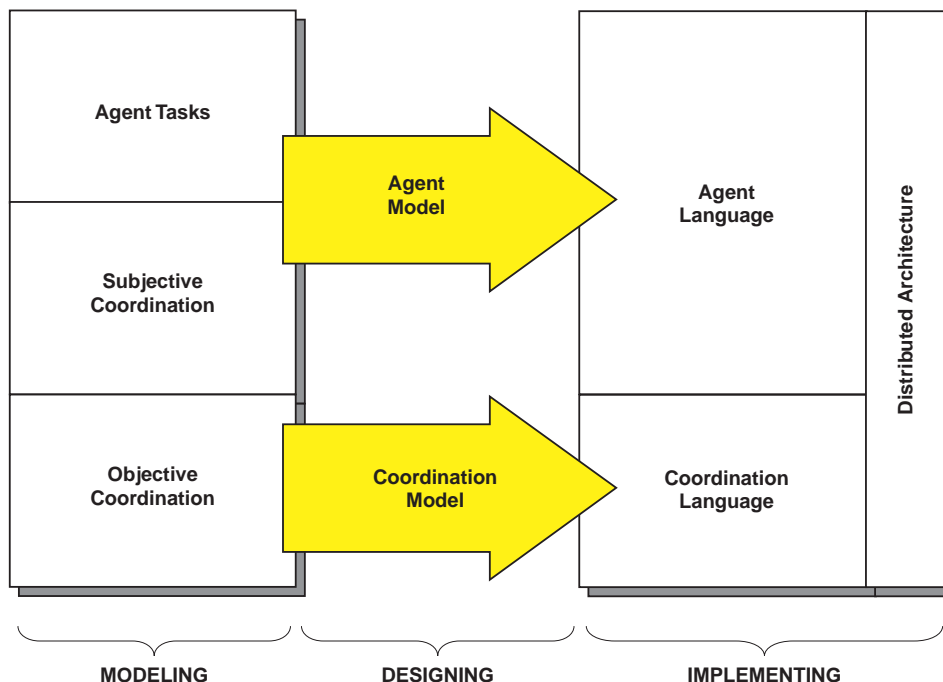 Agent Tasks
Subjective
Coordination
Objective
Coordination
Agent
Model
Coordination
Model
Agent
Language
Coordination
Language
Distributed Architecture
MODELING
DESIGNING
IMPLEMENTING